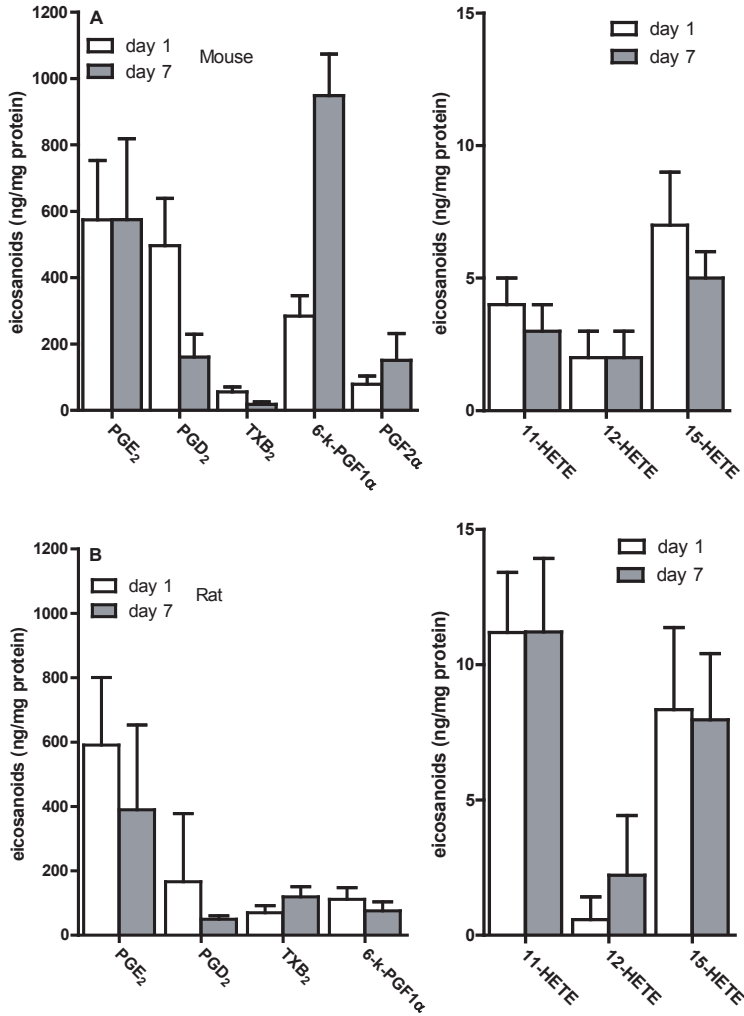 A
day 1
day 7
Mouse
eicosanoids (ng/mg protein)
1200
1000
800
600
400
200
0
PGE₂
PGD₂
TXB₂
6-k-PGF1α
PGF2α
day 1
day 7
eicosanoids (ng/mg protein)
15
10
5
0
11-HETE
12-HETE
15-HETE
B
day 1
day 7
Rat
eicosanoids (ng/mg protein)
1200
1000
800
600
400
200
0
PGE₂
PGD₂
TXB₂
6-k-PGF1α
day 1
day 7
eicosanoids (ng/mg protein)
15
10
5
0
11-HETE
12-HETE
15-HETE